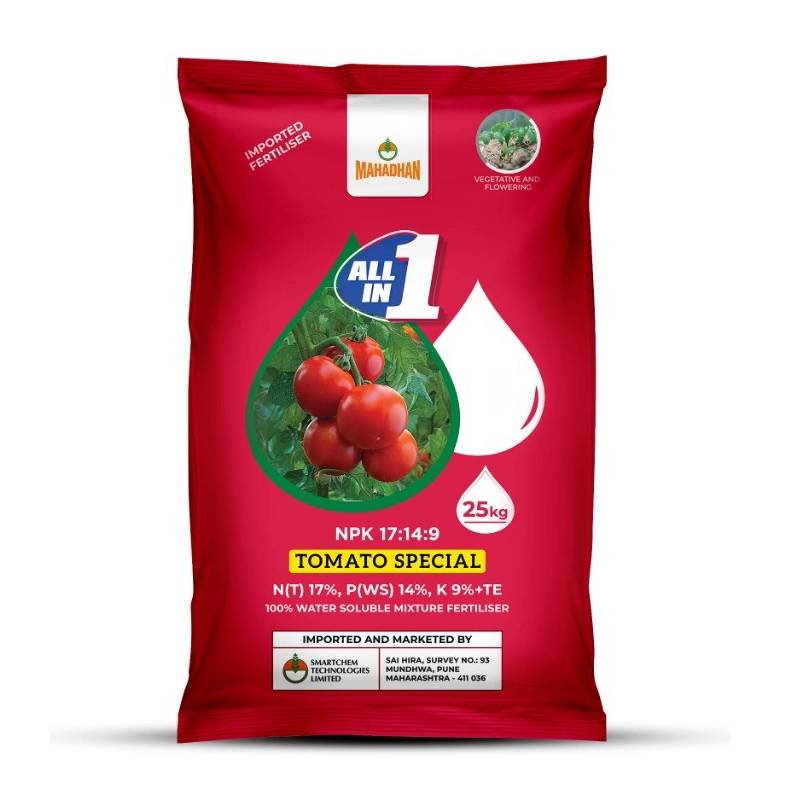 IMPORTED
FERTILISER
MAHADHAN
VEGETATIVE AND
FLOWERING
ALL
IN
1
25kg
NPK 17:14:9
TOMATO SPECIAL
N(T) 17%, P(WS) 14%, K 9%+TE
100% WATER SOLUBLE MIXTURE FERTILISER
IMPORTED AND MARKETED BY
SMARTCHEM
TECHNOLOGIES
LIMITED
SAI HIRA, SURVEY NO.: 93
MUNDHWA, PUNE
MAHARASHTRA - 411 036